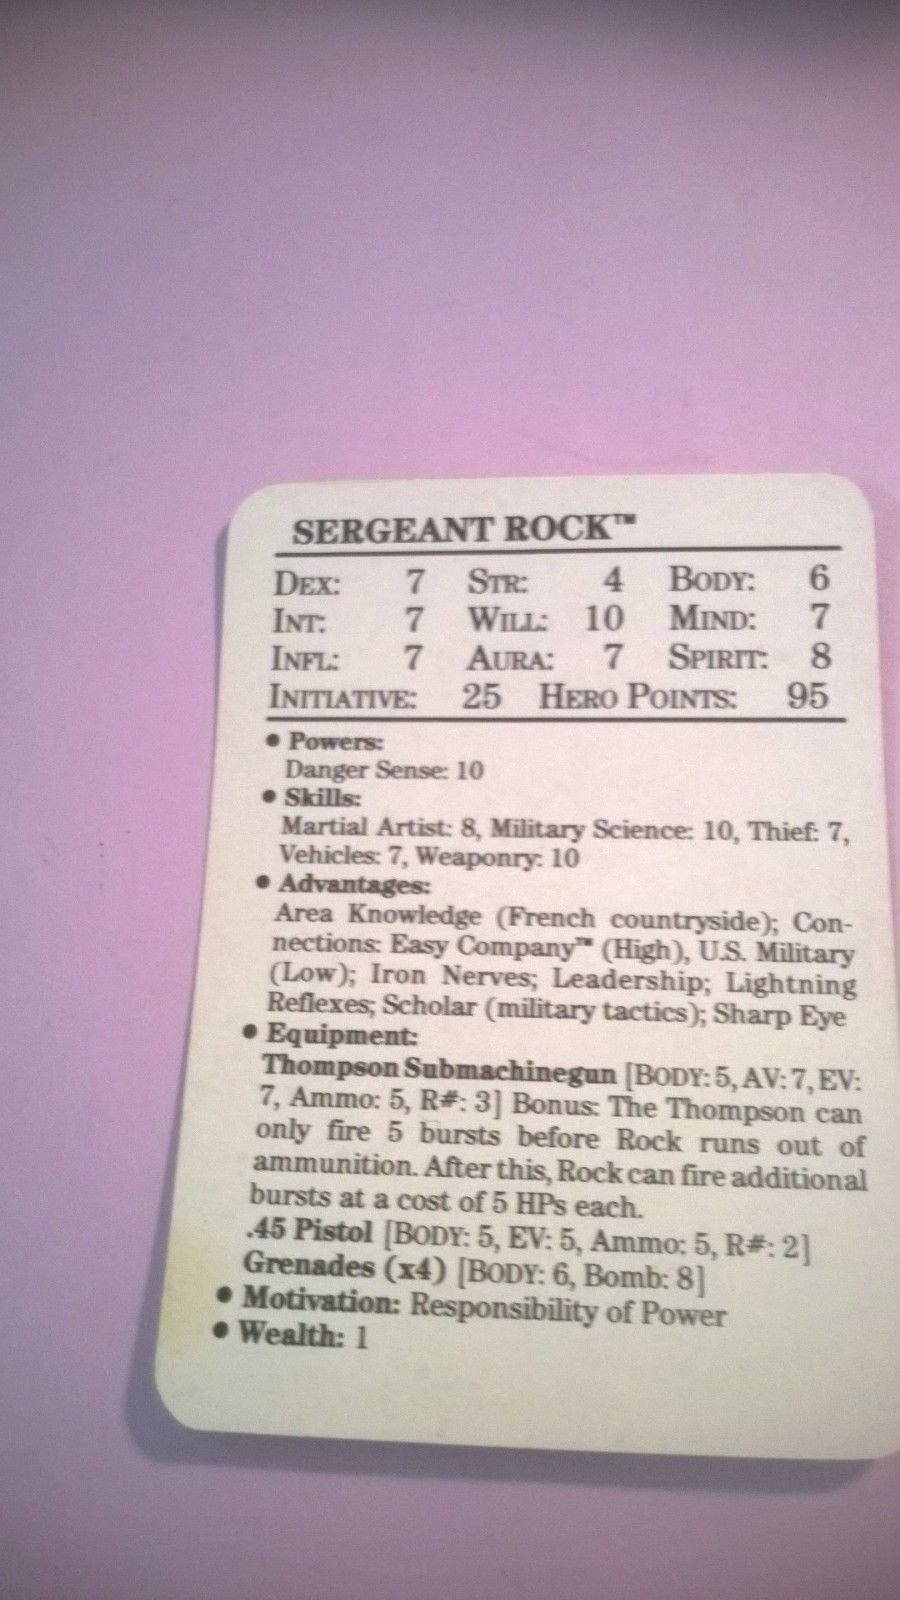 SERGEANT ROCK™
DEX: 7 STR: 4 BODY: 6
INT: 7 WILL: 10 MIND: 7
INFL: 7 AURA: 7 SPIRIT: 8
INITIATIVE: 25 HERO POINTS: 95
● Powers:
Danger Sense: 10
● Skills:
Martial Artist: 8, Military Science: 10, Thief: 7,
Vehicles: 7, Weaponry: 10
● Advantages:
Area Knowledge (French countryside); Con-
nections: Easy Company™ (High), U.S. Military
(Low); Iron Nerves; Leadership; Lightning
Reflexes; Scholar (military tactics); Sharp Eye
● Equipment:
Thompson Submachinegun [BODY: 5, AV: 7, EV:
7, Ammo: 5, R#: 3] Bonus: The Thompson can
only fire 5 bursts before Rock runs out of
ammunition. After this, Rock can fire additional
bursts at a cost of 5 HPs each.
.45 Pistol [BODY: 5, EV: 5, Ammo: 5, R#: 2]
Grenades (x4) [BODY: 6, Bomb: 8]
● Motivation: Responsibility of Power
● Wealth: 1